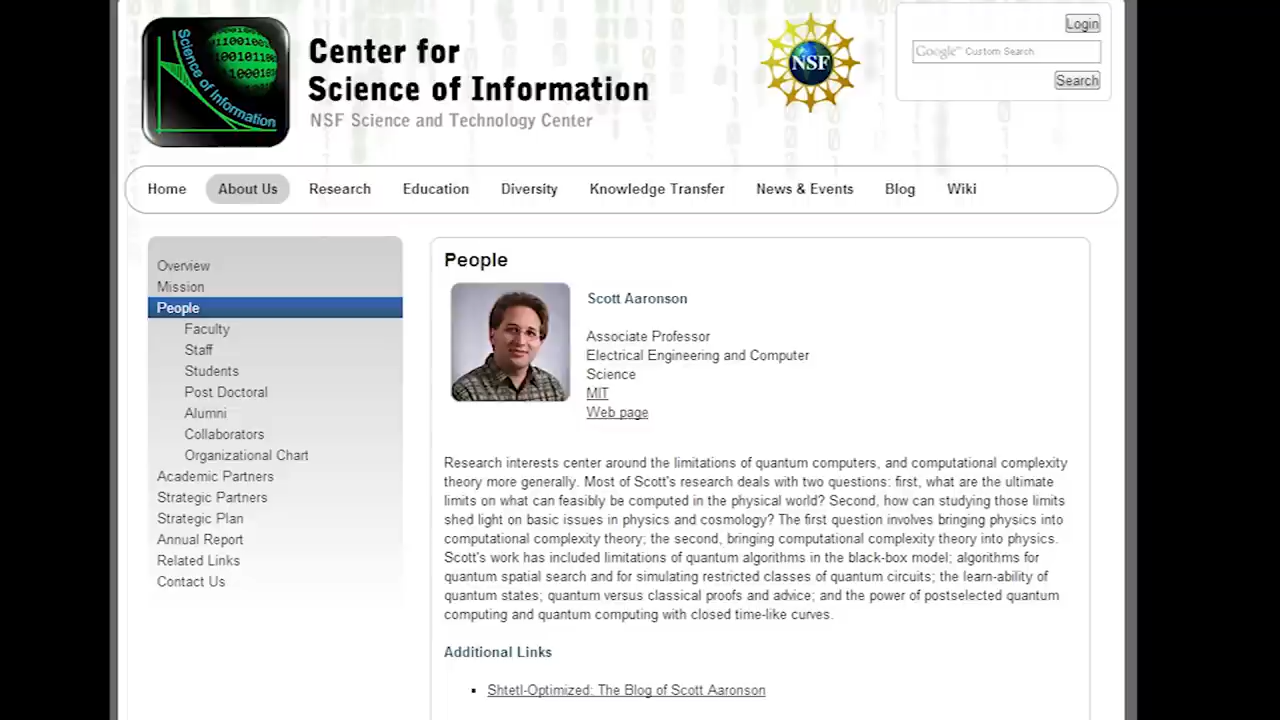 Science of Information
Center for
Science of Information
NSF Science and Technology Center
NSF
Login
Google™ Custom Search
Search
Home
About Us
Research
Education
Diversity
Knowledge Transfer
News & Events
Blog
Wiki
Overview
Mission
People
Faculty
Staff
Students
Post Doctoral
Alumni
Collaborators
Organizational Chart
Academic Partners
Strategic Partners
Strategic Plan
Annual Report
Related Links
Contact Us
People
Scott Aaronson
Associate Professor
Electrical Engineering and Computer
Science
MIT
Web page
Research interests center around the limitations of quantum computers, and computational complexity
theory more generally. Most of Scott's research deals with two questions: first, what are the ultimate
limits on what can feasibly be computed in the physical world? Second, how can studying those limits
shed light on basic issues in physics and cosmology? The first question involves bringing physics into
computational complexity theory; the second, bringing computational complexity theory into physics.
Scott's work has included limitations of quantum algorithms in the black-box model; algorithms for
quantum spatial search and for simulating restricted classes of quantum circuits; the learn-ability of
quantum states; quantum versus classical proofs and advice; and the power of postselected quantum
computing and quantum computing with closed time-like curves.
Additional Links
Shtetl-Optimized: The Blog of Scott Aaronson